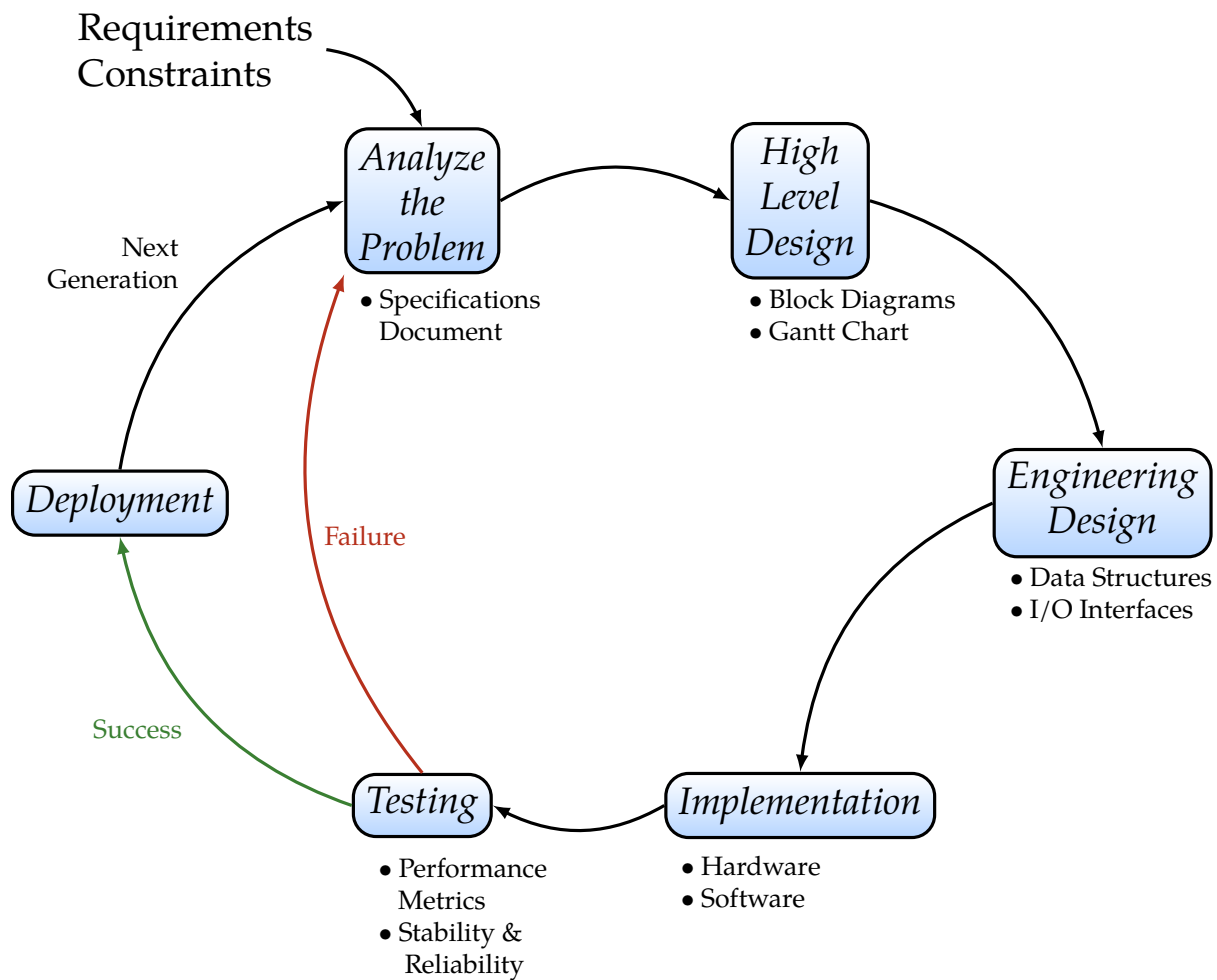 Requirements
Constraints
Analyze
the
Problem
• Specifications
Document
High
Level
Design
• Block Diagrams
• Gantt Chart
Next
Generation
Engineering
Design
• Data Structures
• I/O Interfaces
Deployment
Failure
Success
Implementation
• Hardware
• Software
Testing
• Performance
Metrics
• Stability &
Reliability